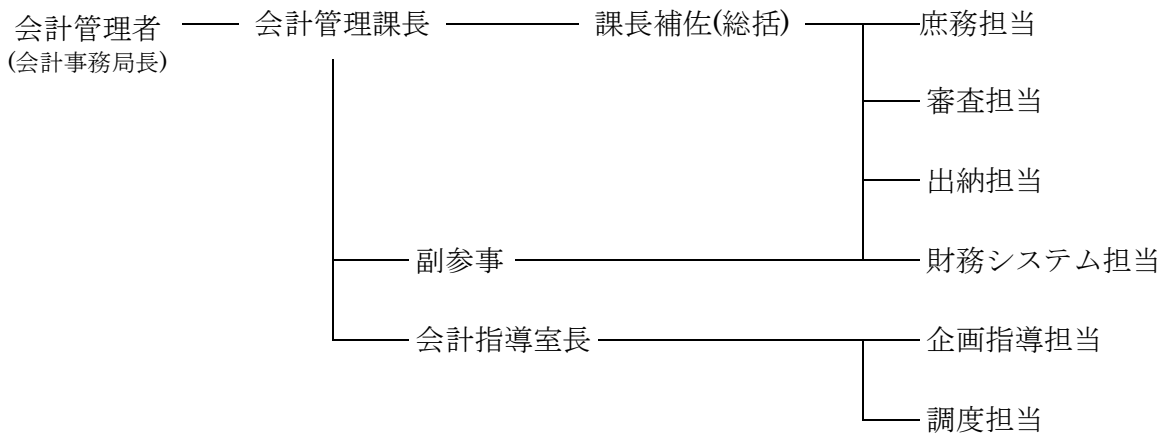 会計管理者
(会計事務局長)
会計管理課長
課長補佐(総括)
庶務担当
審査担当
出納担当
副参事
財務システム担当
会計指導室長
企画指導担当
調度担当